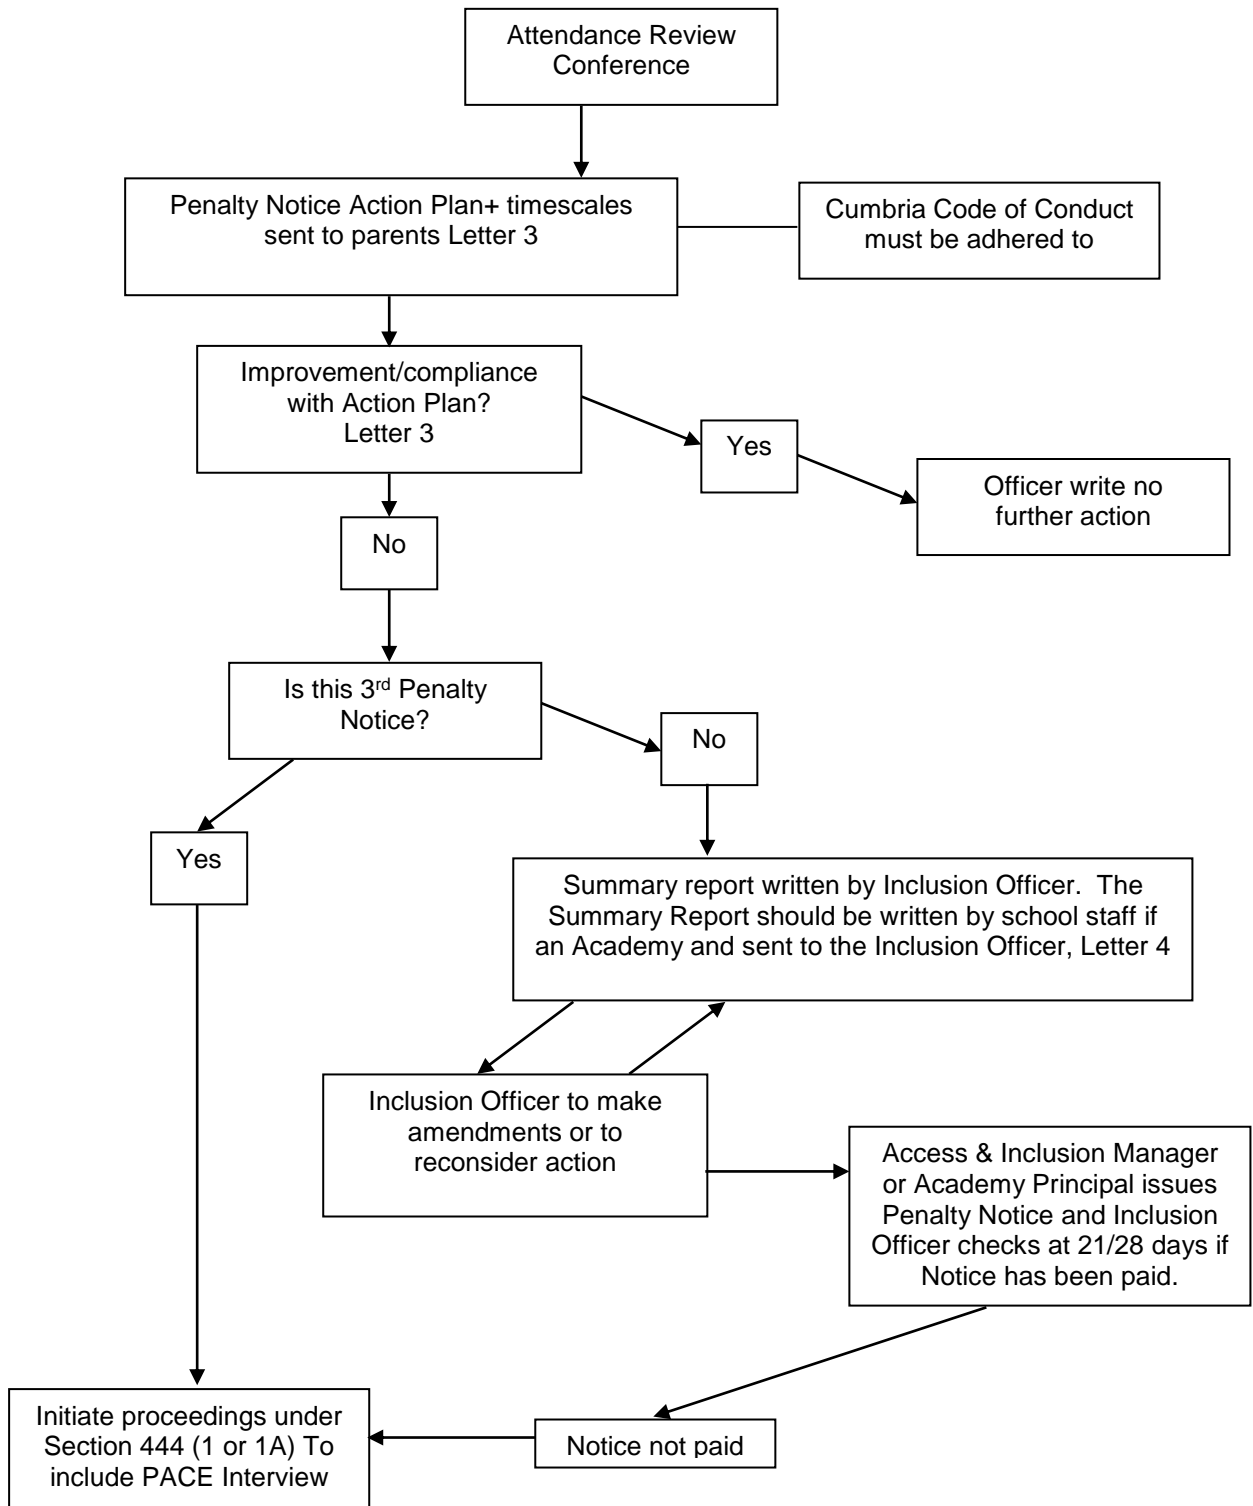 Attendance Review
Conference
Penalty Notice Action Plan+ timescales
sent to parents Letter 3
Cumbria Code of Conduct
must be adhered to
Improvement/compliance
with Action Plan?
Letter 3
Yes
Officer write no
further action
No
Is this 3rd Penalty
Notice?
No
Yes
Summary report written by Inclusion Officer.  The
Summary Report should be written by school staff if
an Academy and sent to the Inclusion Officer, Letter 4
Inclusion Officer to make
amendments or to
reconsider action
Access & Inclusion Manager
or Academy Principal issues
Penalty Notice and Inclusion
Officer checks at 21/28 days if
Notice has been paid.
Initiate proceedings under
Section 444 (1 or 1A) To
include PACE Interview
Notice not paid